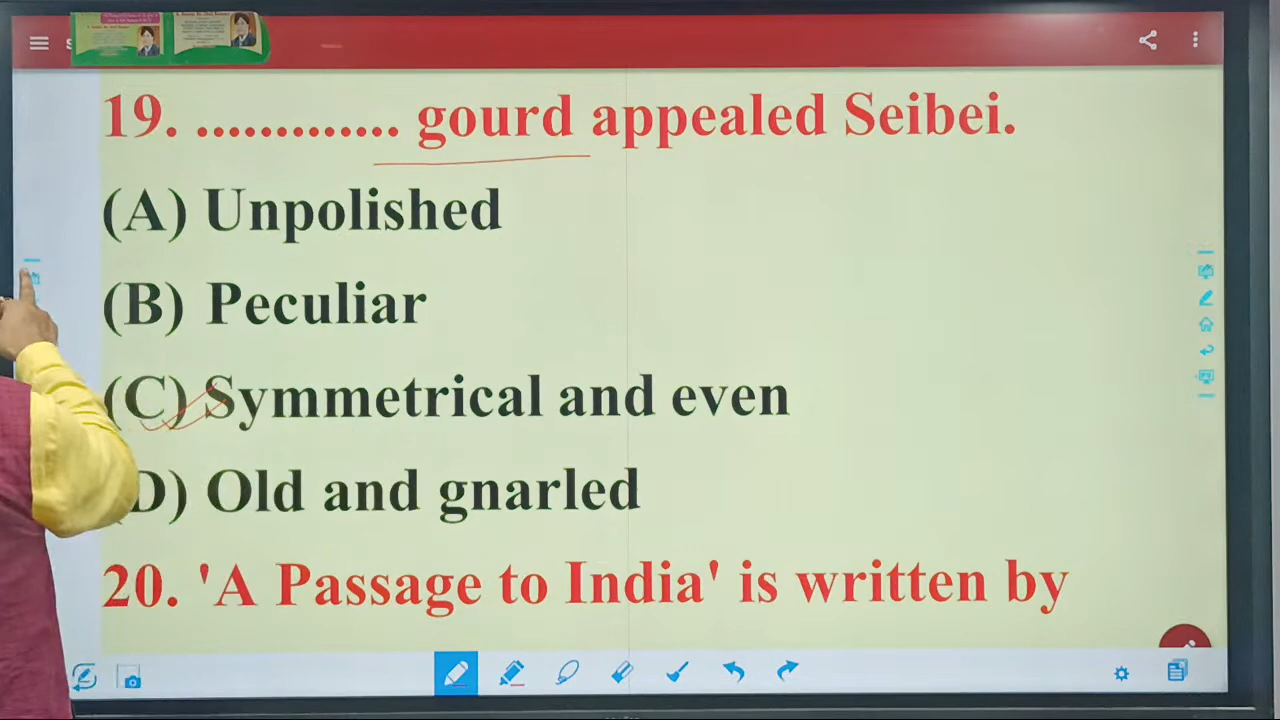 19. ............. gourd appealed Seibei.
(A) Unpolished
(B) Peculiar
(C) Symmetrical and even
D) Old and gnarled
20. 'A Passage to India' is written by